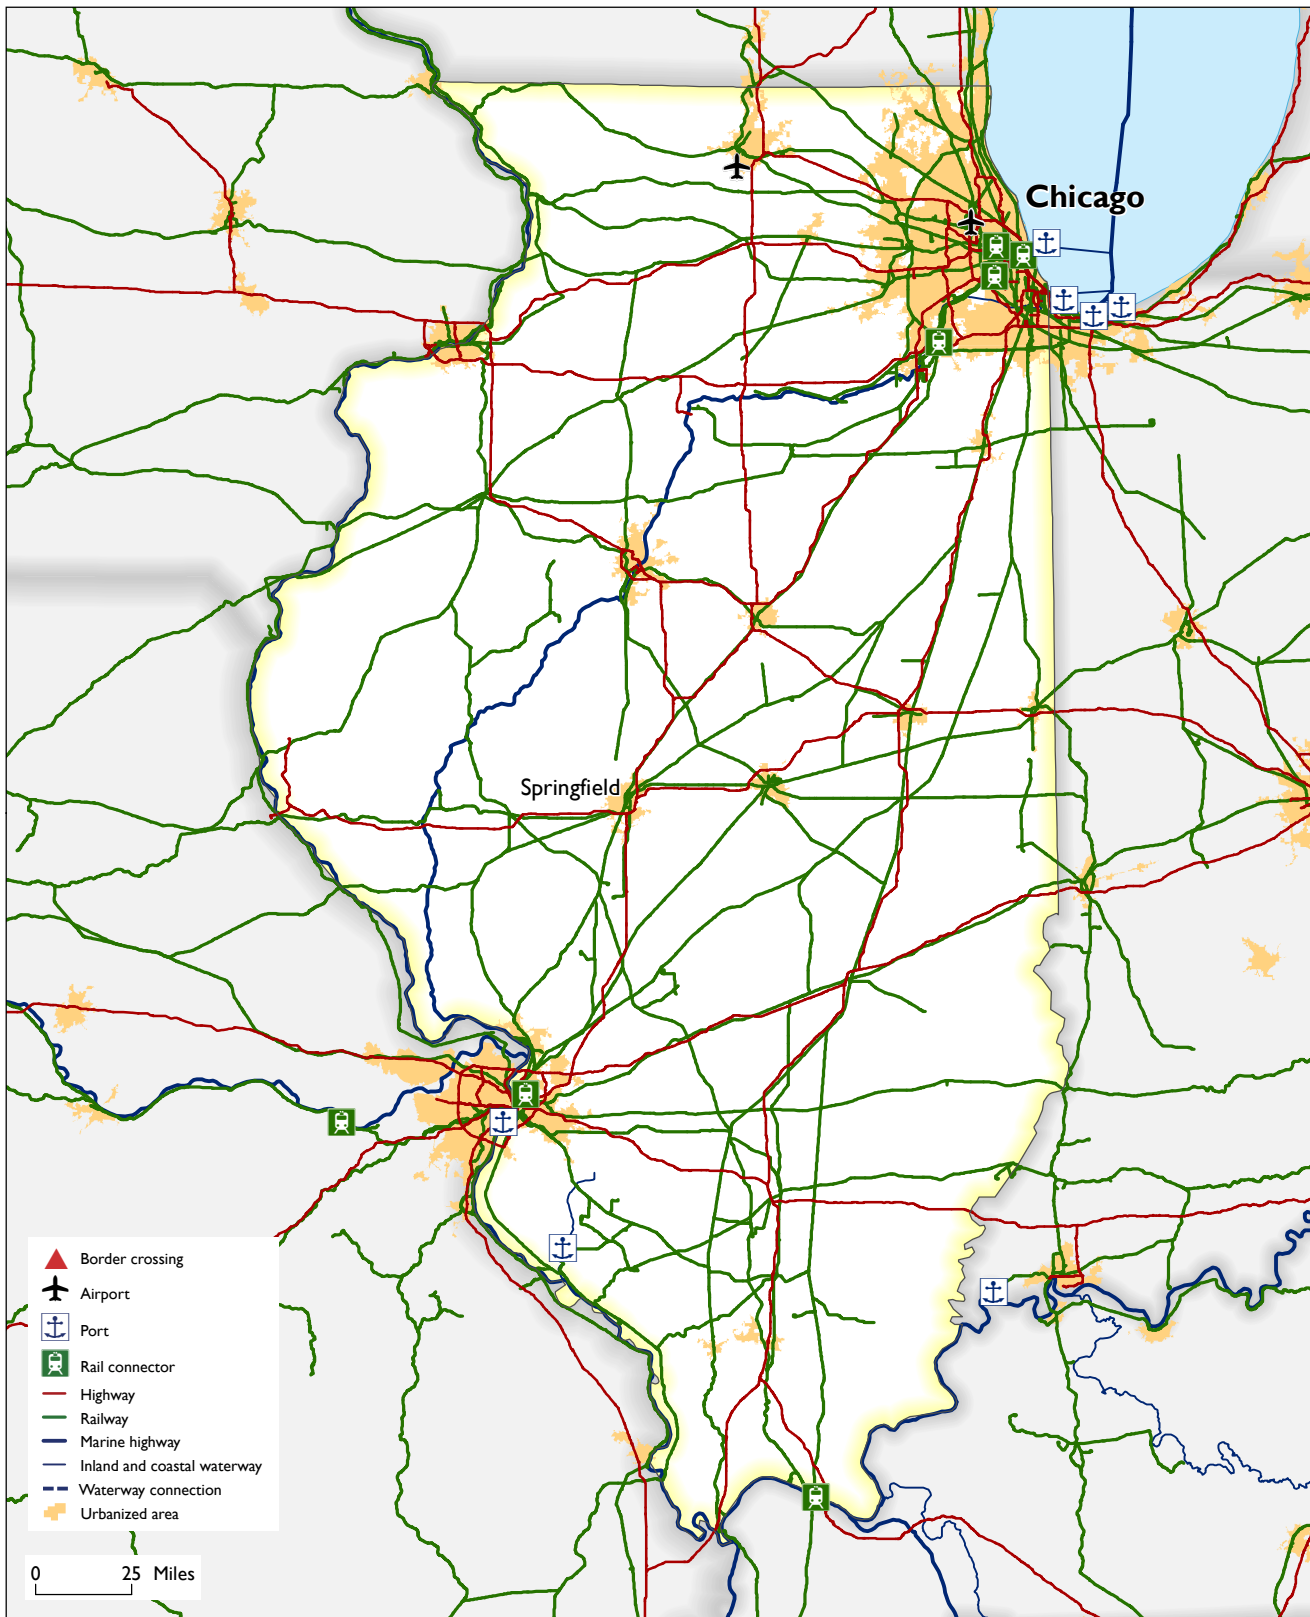 Chicago
Springfield
Border crossing
Airport
Port
Rail connector
Highway
Railway
Marine highway
Inland and coastal waterway
Waterway connection
Urbanized area
0 25 Miles